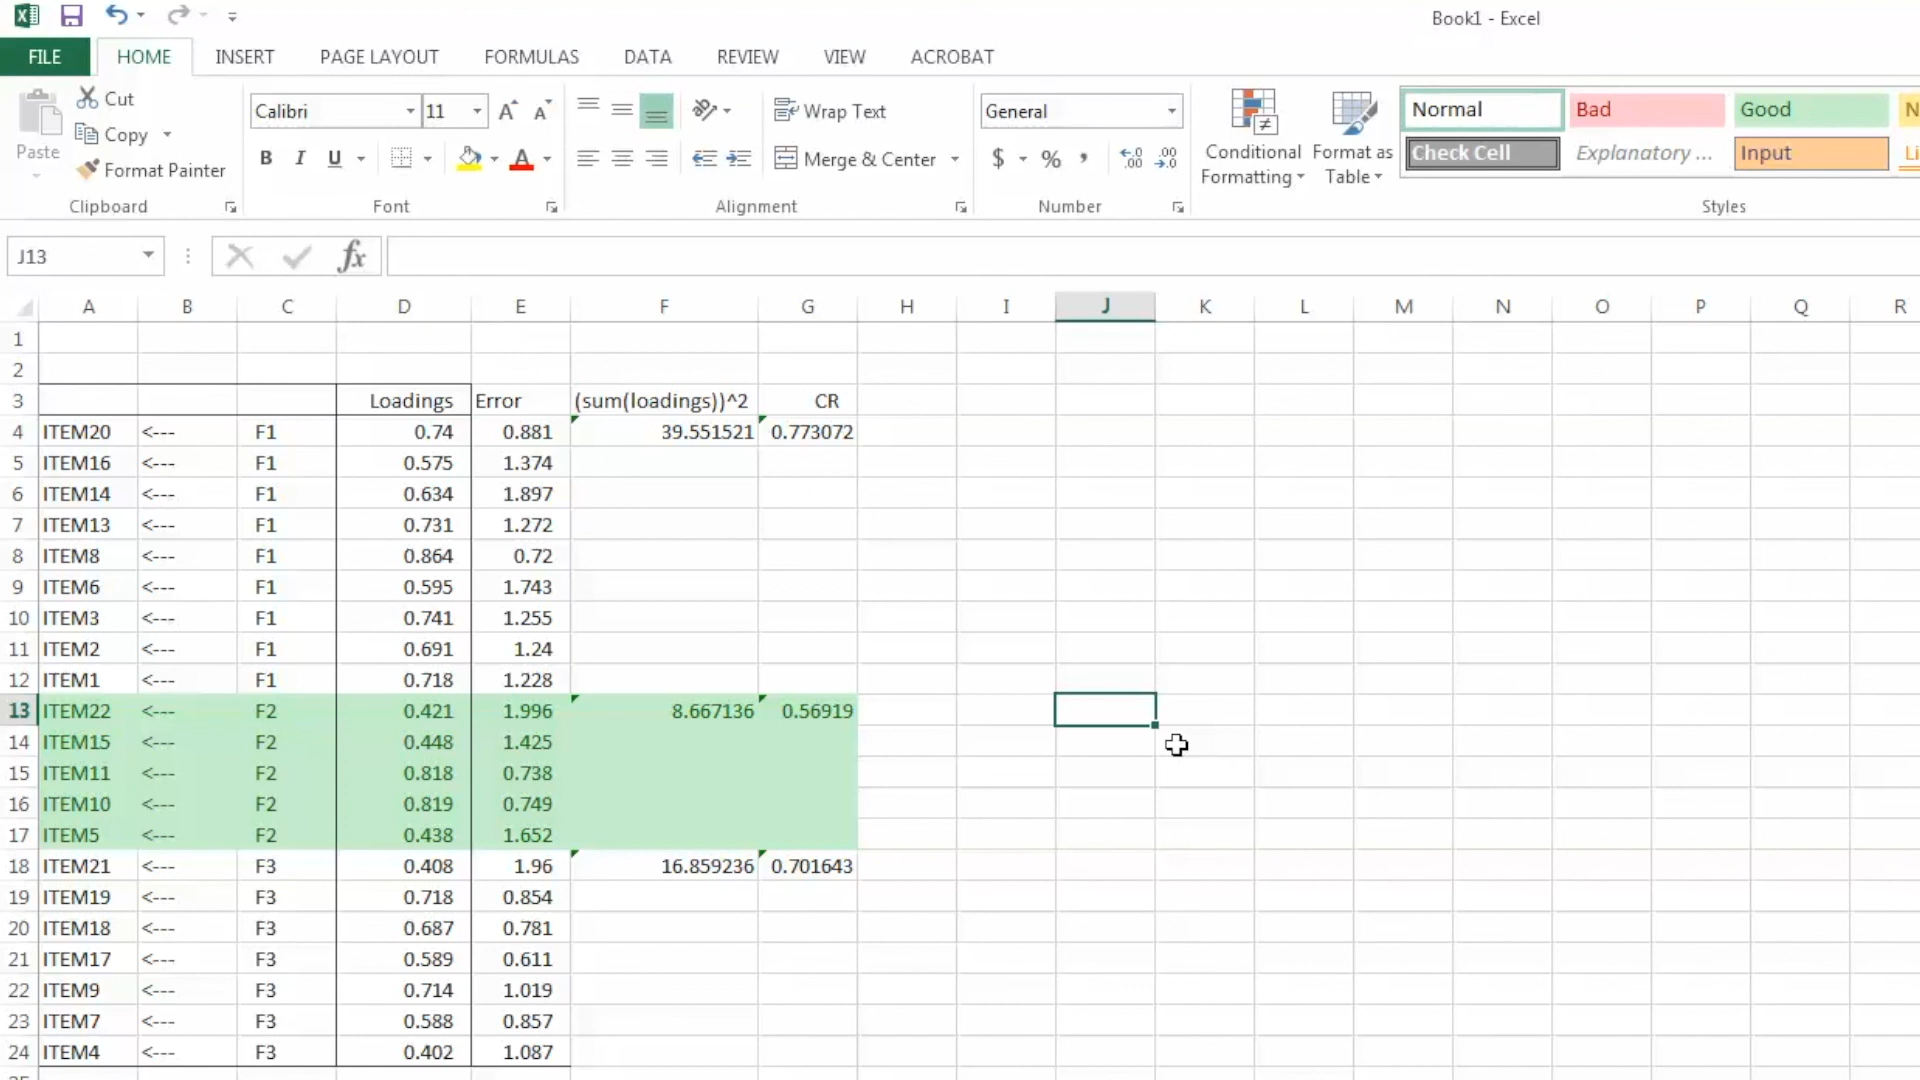 Book1 - Excel
FILE HOME INSERT PAGE LAYOUT FORMULAS DATA REVIEW VIEW ACROBAT
Paste
Cut
Copy
Format Painter
Calibri 11 A A
B I U A
Wrap Text
Merge & Center
General
$ % ,
Conditional Formatting
Format as Table
Normal Bad Good N
Check Cell Explanatory ... Input Li
Clipboard Font Alignment Number Styles
J13 fx
A B C D E F G H I J K L M N O P Q R
1
2
3 Loadings Error (sum(loadings))^2 CR
4 ITEM20 <--- F1 0.74 0.881 39.551521 0.773072
5 ITEM16 <--- F1 0.575 1.374
6 ITEM14 <--- F1 0.634 1.897
7 ITEM13 <--- F1 0.731 1.272
8 ITEM8 <--- F1 0.864 0.72
9 ITEM6 <--- F1 0.595 1.743
10 ITEM3 <--- F1 0.741 1.255
11 ITEM2 <--- F1 0.691 1.24
12 ITEM1 <--- F1 0.718 1.228
13 ITEM22 <--- F2 0.421 1.996 8.667136 0.56919
14 ITEM15 <--- F2 0.448 1.425
15 ITEM11 <--- F2 0.818 0.738
16 ITEM10 <--- F2 0.819 0.749
17 ITEM5 <--- F2 0.438 1.652
18 ITEM21 <--- F3 0.408 1.96 16.859236 0.701643
19 ITEM19 <--- F3 0.718 0.854
20 ITEM18 <--- F3 0.687 0.781
21 ITEM17 <--- F3 0.589 0.611
22 ITEM9 <--- F3 0.714 1.019
23 ITEM7 <--- F3 0.588 0.857
24 ITEM4 <--- F3 0.402 1.087